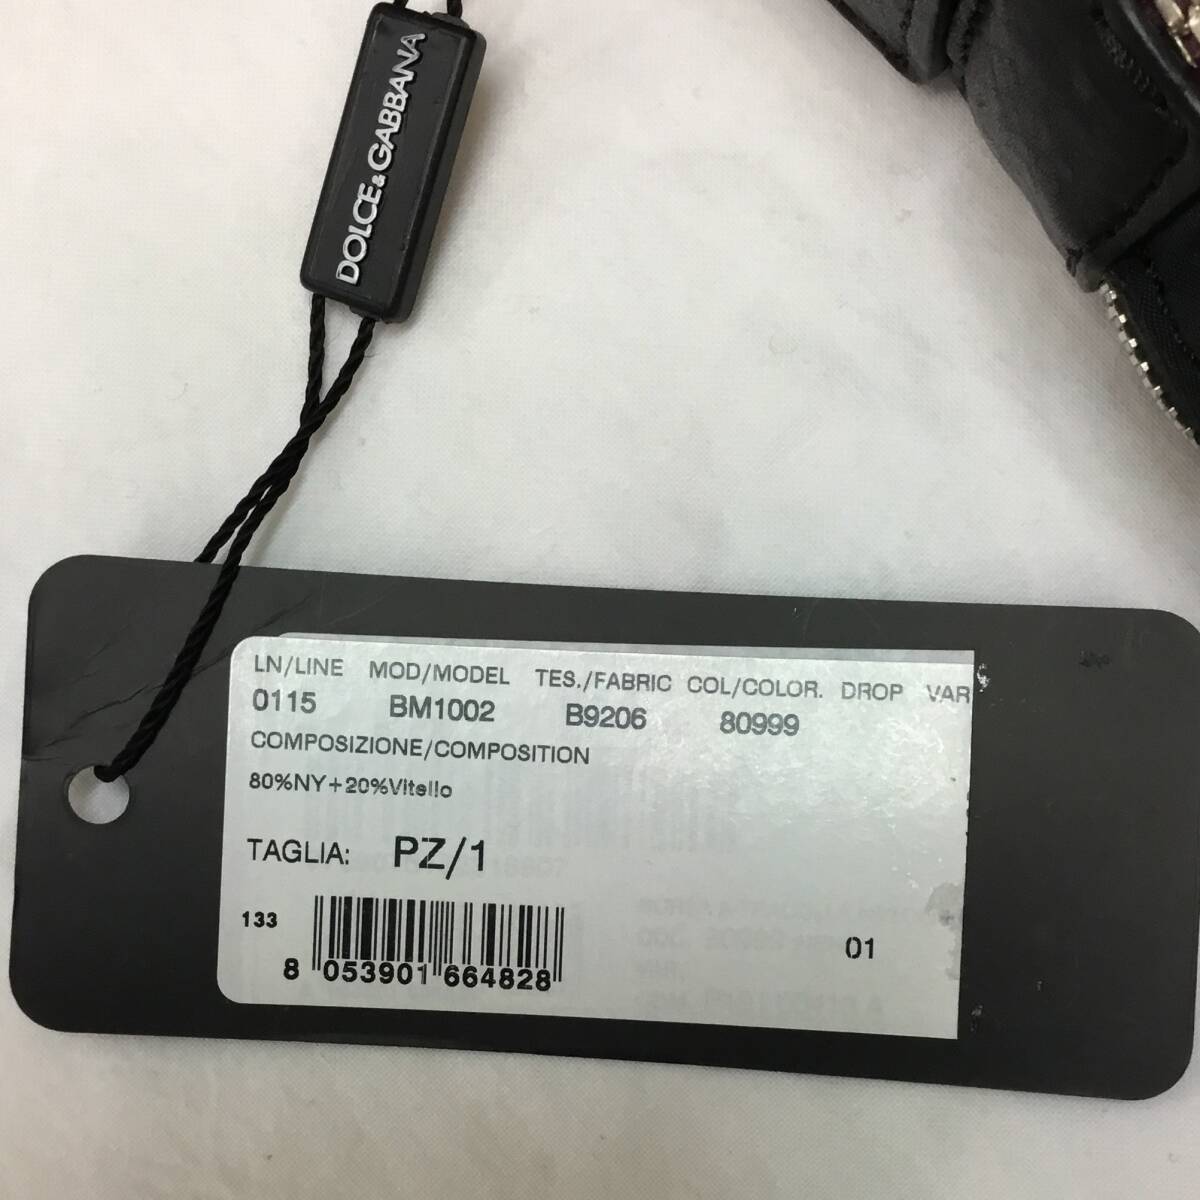 DOLCE&GABBANA
LN/LINE MOD/MODEL TES./FABRIC COL/COLOR. DROP VAR
0115 BM1002 B9206 80999
COMPOSIZIONE/COMPOSITION
80%NY+20%Vitello
TAGLIA: PZ/1
133
01
8 053901 664828